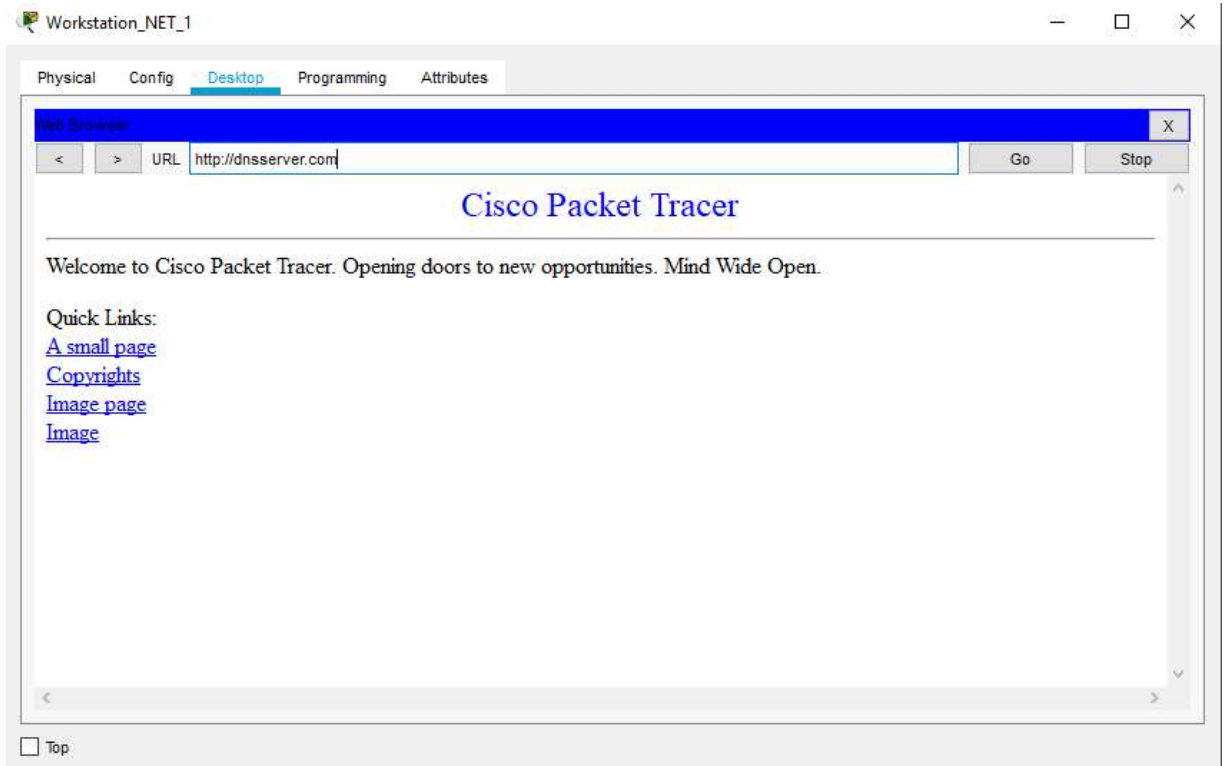 Workstation_NET_1
Physical Config Desktop Programming Attributes
Web Browser X
< > URL http://dnsserver.com Go Stop
Cisco Packet Tracer
Welcome to Cisco Packet Tracer. Opening doors to new opportunities. Mind Wide Open.
Quick Links:
A small page
Copyrights
Image page
Image
Top